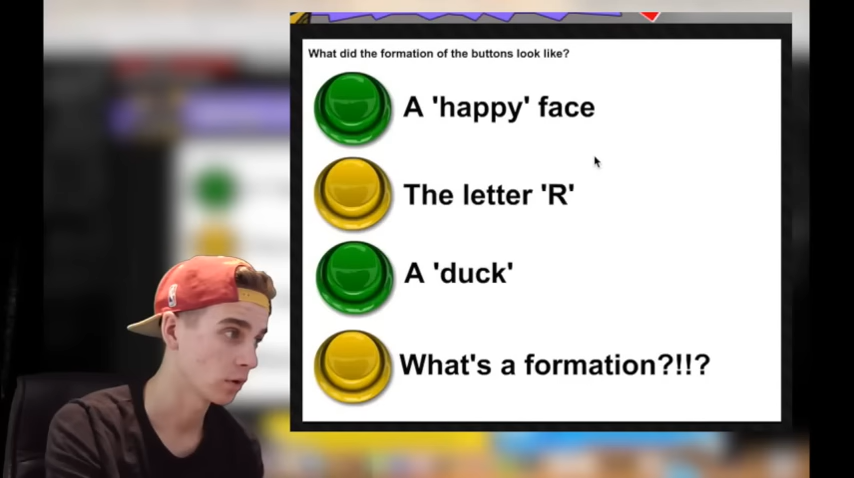 What did the formation of the buttons look like?
A 'happy' face
The letter 'R'
A 'duck'
What's a formation?!!?